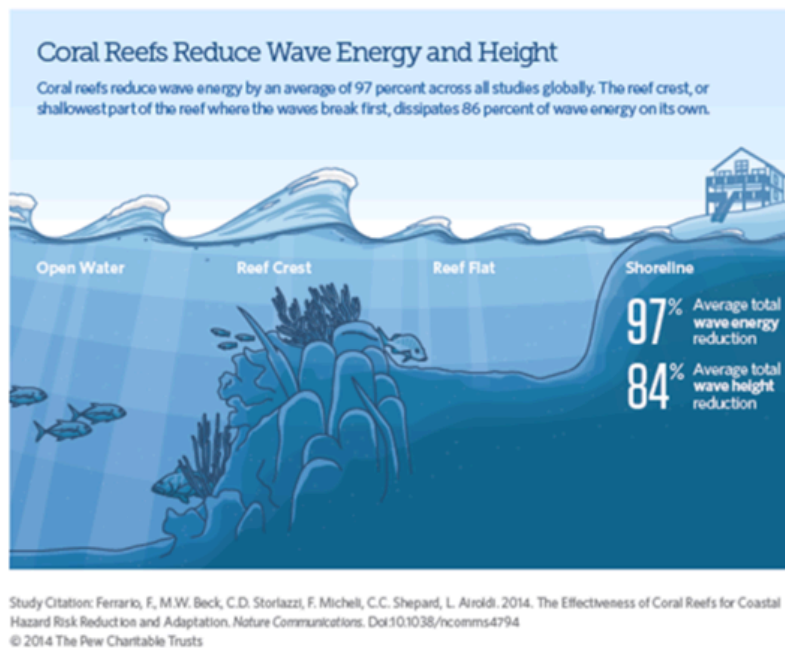 Coral Reefs Reduce Wave Energy and Height
Coral reefs reduce wave energy by an average of 97 percent across all studies globally. The reef crest, or
shallowest part of the reef where the waves break first, dissipates 86 percent of wave energy on its own.
Open Water
Reef Crest
Reef Flat
Shoreline
97% Average total
wave energy
reduction
84% Average total
wave height
reduction
Study Citation: Ferrario, F., M.W. Beck, C.D. Storlazzi, F. Micheli, C.C. Shepard, L. Airoldi. 2014. The Effectiveness of Coral Reefs for Coastal
Hazard Risk Reduction and Adaptation. Nature Communications. Doi:10.1038/ncomms4794
© 2014 The Pew Charitable Trusts